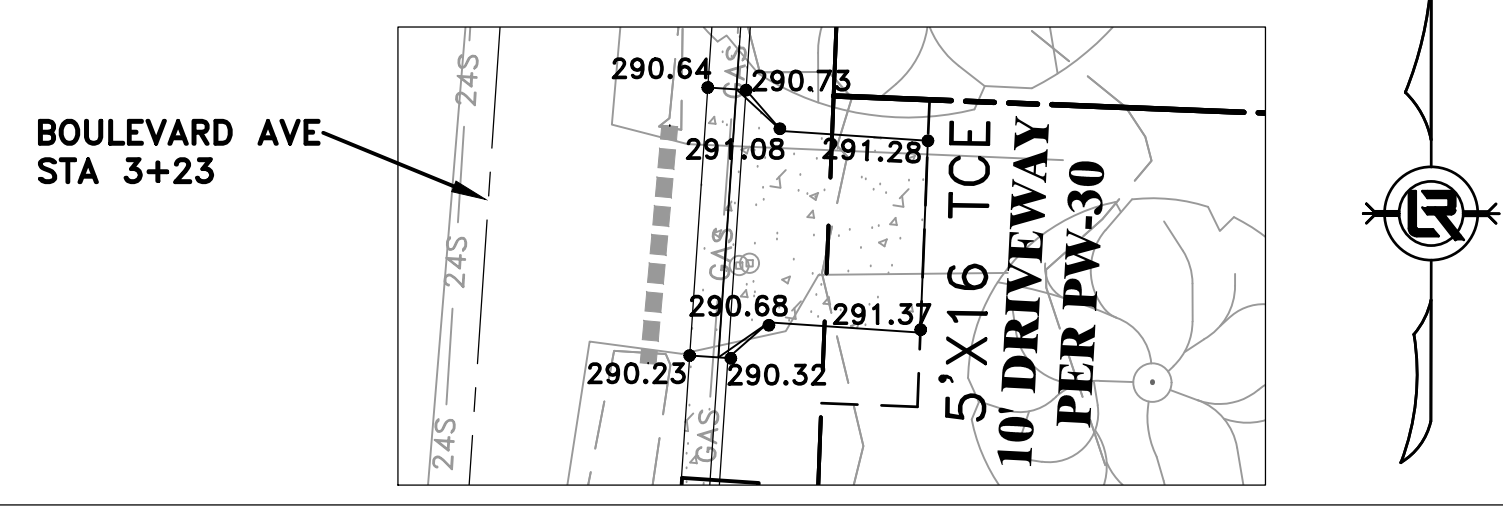 BOULEVARD AVE
STA 3+23
24S
24S
24S
GAS
GAS
GAS
290.64
290.73
291.08
291.28
290.68
291.37
290.23
290.32
5'X16 TCE
10' DRIVEWAY
PER PW-30